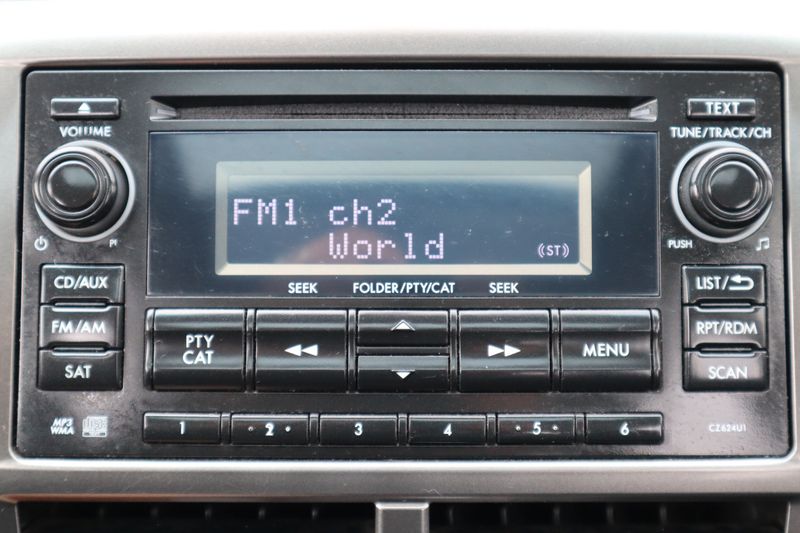 TEXT
VOLUME
TUNE/TRACK/CH
FM1 ch2
World
(ST)
PUSH
SEEK FOLDER/PTY/CAT SEEK
CD/AUX
LIST/
FM/AM
PTY
CAT
MENU
RPT/RDM
SAT
SCAN
MP3
WMA
1 2 3 4 5 6
CZ624U1